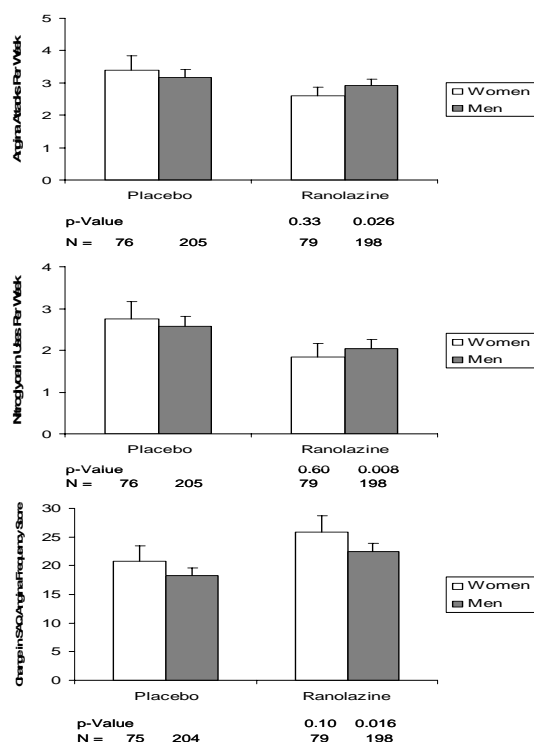 Angina Attacks Per Week
5
4
3
2
1
0
Placebo Ranolazine
Women
Men
p-Value 0.33 0.026
N = 76 205 79 198
Nitroglycerin Uses Per Week
4
3
2
1
0
Placebo Ranolazine
Women
Men
p-Value 0.60 0.008
N = 76 205 79 198
Change in SAQ Angina Frequency Score
30
25
20
15
10
5
0
Placebo Ranolazine
Women
Men
p-Value 0.10 0.016
N = 75 204 79 198